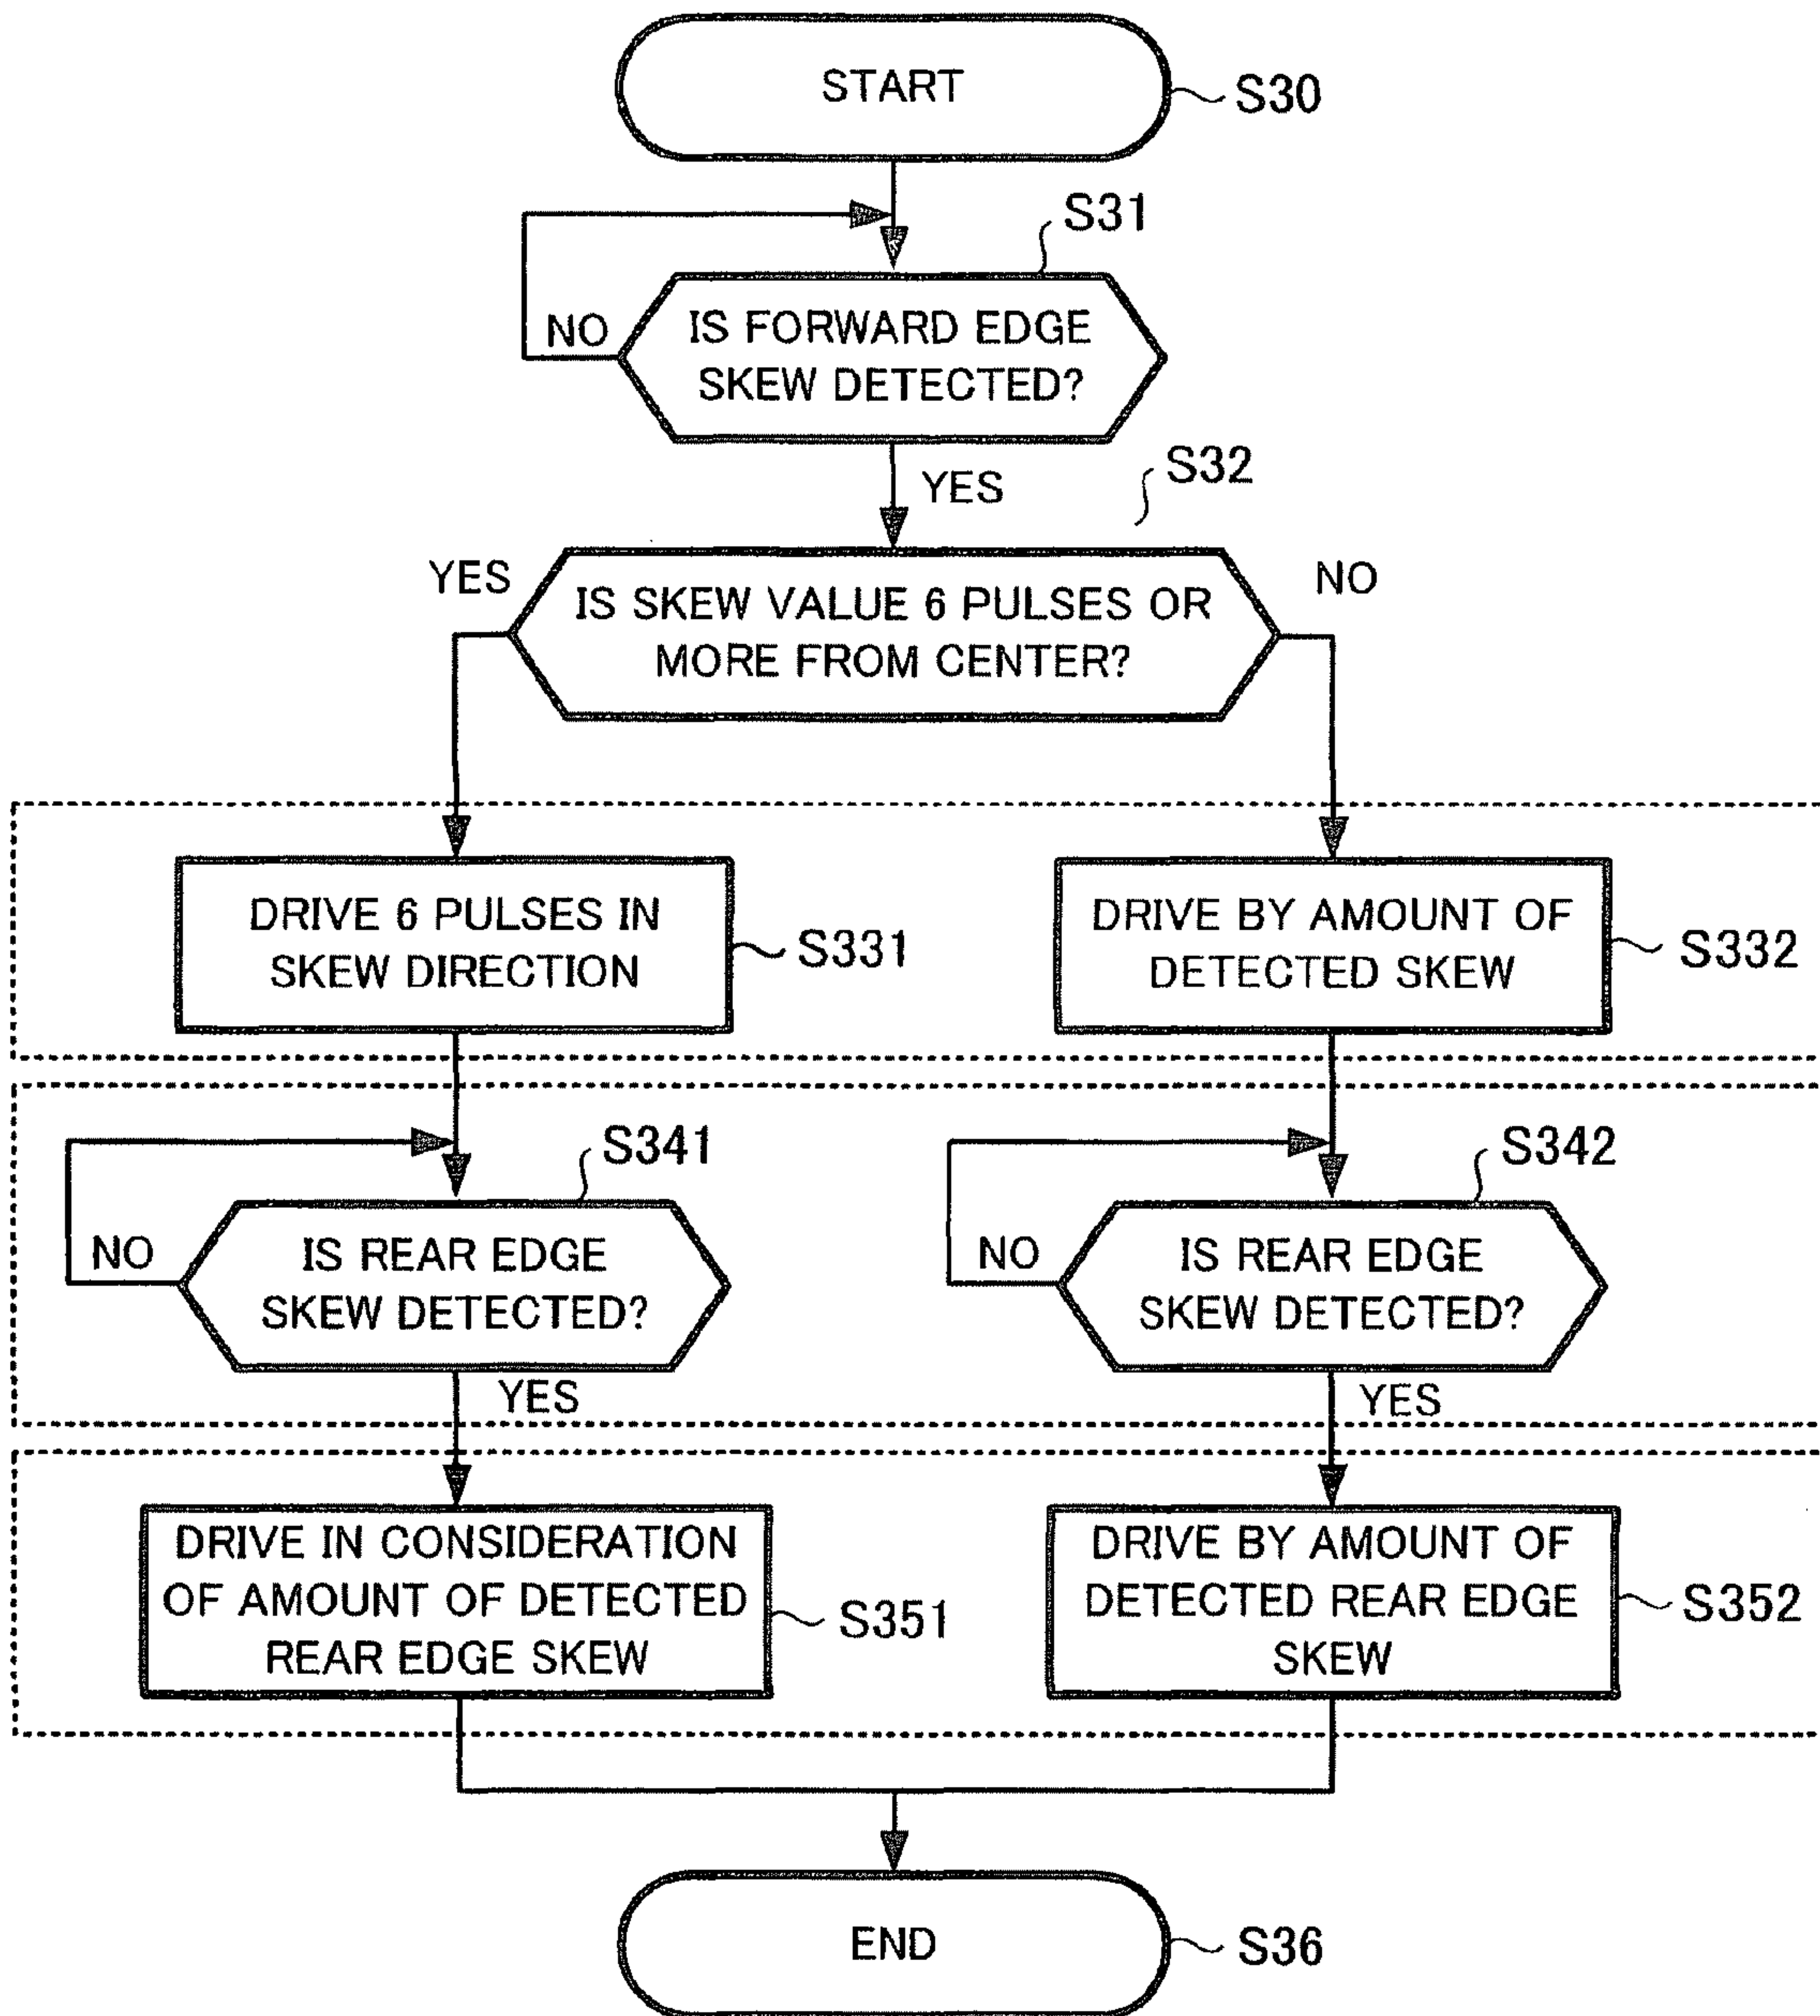 START
S30
S31
NO
IS FORWARD EDGE
SKEW DETECTED?
YES
S32
YES
NO
IS SKEW VALUE 6 PULSES OR
MORE FROM CENTER?
DRIVE 6 PULSES IN
SKEW DIRECTION
S331
DRIVE BY AMOUNT OF
DETECTED SKEW
S332
S341
NO
IS REAR EDGE
SKEW DETECTED?
YES
S342
NO
IS REAR EDGE
SKEW DETECTED?
YES
DRIVE IN CONSIDERATION
OF AMOUNT OF DETECTED
REAR EDGE SKEW
S351
DRIVE BY AMOUNT OF
DETECTED REAR EDGE
SKEW
S352
END
S36